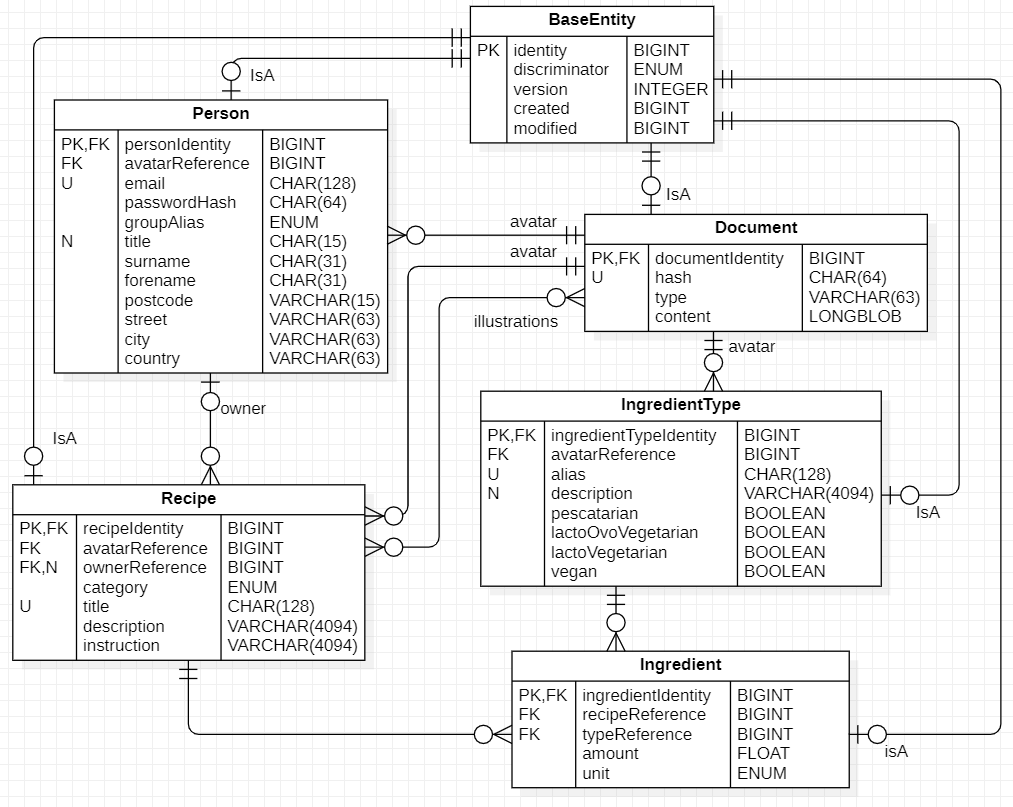 BaseEntity
PK identity BIGINT
discriminator ENUM
version INTEGER
created BIGINT
modified BIGINT
IsA
Person
PK,FK personIdentity BIGINT
FK avatarReference BIGINT
U email CHAR(128)
passwordHash CHAR(64)
groupAlias ENUM
N title CHAR(15)
surname CHAR(31)
forename CHAR(31)
postcode VARCHAR(15)
street VARCHAR(63)
city VARCHAR(63)
country VARCHAR(63)
IsA
Document
PK,FK documentIdentity BIGINT
U hash CHAR(64)
type VARCHAR(63)
content LONGBLOB
avatar
avatar
illustrations
avatar
owner
IsA
IngredientType
PK,FK ingredientTypeIdentity BIGINT
FK avatarReference BIGINT
U alias CHAR(128)
N description VARCHAR(4094)
pescatarian BOOLEAN
lactoOvoVegetarian BOOLEAN
lactoVegetarian BOOLEAN
vegan BOOLEAN
IsA
Recipe
PK,FK recipeIdentity BIGINT
FK avatarReference BIGINT
FK,N ownerReference BIGINT
category ENUM
U title CHAR(128)
description VARCHAR(4094)
instruction VARCHAR(4094)
Ingredient
PK,FK ingredientIdentity BIGINT
FK recipeReference BIGINT
FK typeReference BIGINT
amount FLOAT
unit ENUM
isA